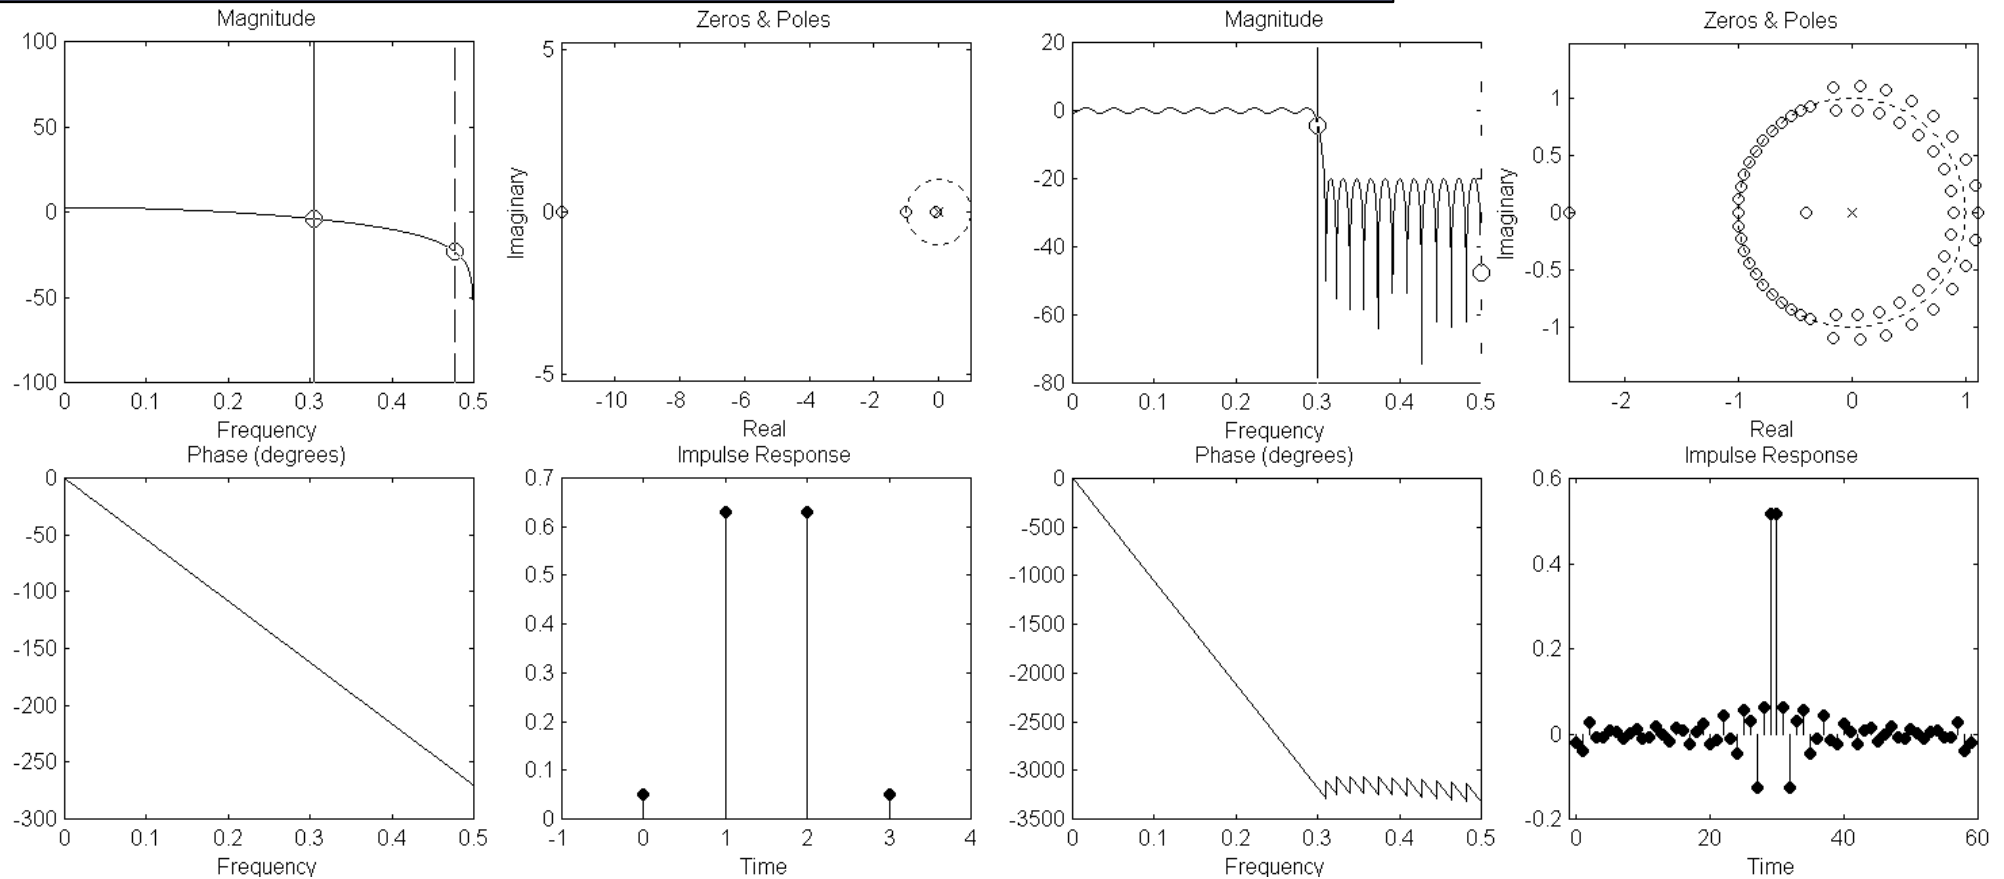 Magnitude
Zeros & Poles
Magnitude
Zeros & Poles
100
50
0
-50
-100
0 0.1 0.2 0.3 0.4 0.5
Frequency
Imaginary
5
0
-5
-10 -8 -6 -4 -2 0
Real
20
0
-20
-40
-60
-80
0 0.1 0.2 0.3 0.4 0.5
Frequency
Imaginary
1
0.5
0
-0.5
-1
-2 -1 0 1
Real
Phase (degrees)
Impulse Response
Phase (degrees)
Impulse Response
0
-50
-100
-150
-200
-250
-300
0 0.1 0.2 0.3 0.4 0.5
Frequency
0.7
0.6
0.5
0.4
0.3
0.2
0.1
0
-1 0 1 2 3 4
Time
0
-500
-1000
-1500
-2000
-2500
-3000
-3500
0 0.1 0.2 0.3 0.4 0.5
Frequency
0.6
0.4
0.2
0
-0.2
0 20 40 60
Time